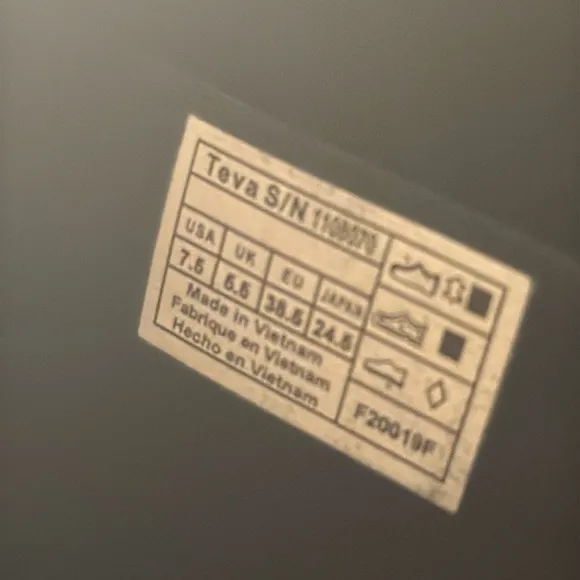 Teva S/N
USA UK EU JAPAN
7.5 5.5 38.5 24.5
Made in Vietnam
Fabrique en Vietnam
Hecho en Vietnam
F20019F